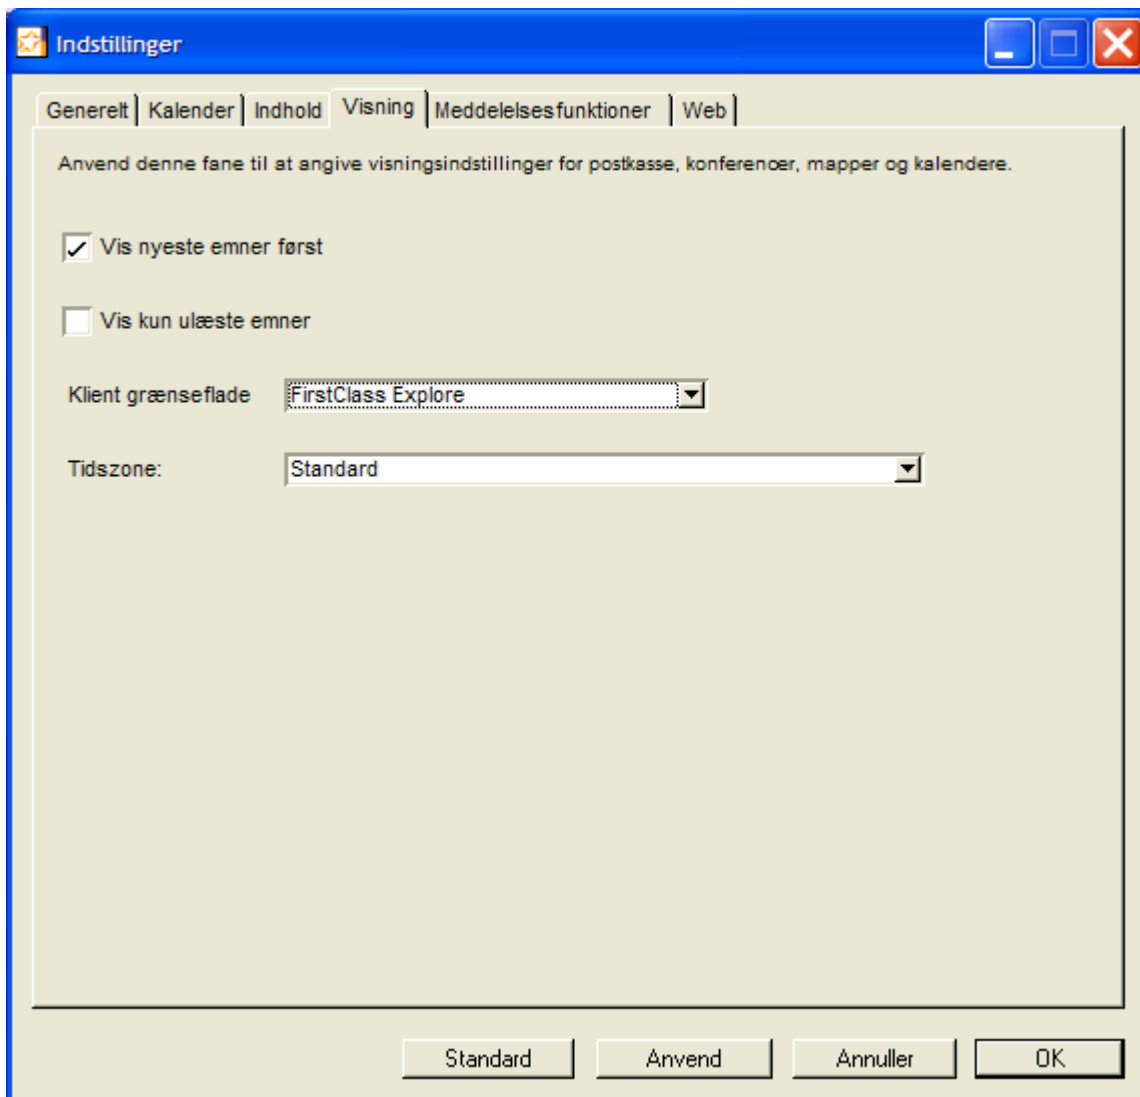 Indstillinger
Generelt Kalender Indhold Visning Meddelelsesfunktioner Web
Anvend denne fane til at angive visningsindstillinger for postkasse, konferencer, mapper og kalendere.
Vis nyeste emner først
Vis kun ulæste emner
Klient grænseflade FirstClass Explore
Tidszone: Standard
Standard Anvend Annuller OK